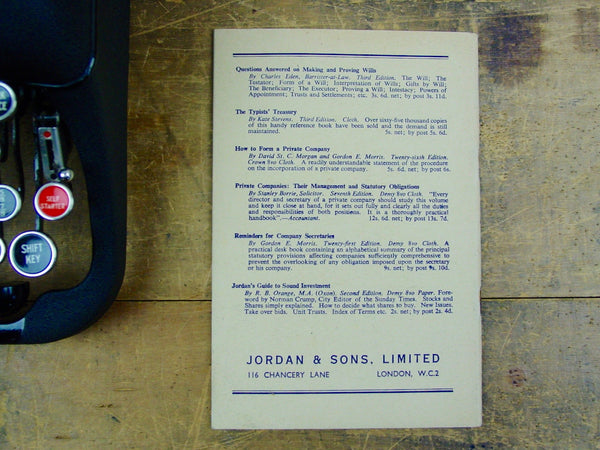 Questions Answered on Making and Proving Wills
By Charles Eden, Barrister-at-Law. Third Edition. The Will; The
Testator; Form of a Will; Interpretation of Wills; Gifts by Will;
The Beneficiary; The Executor; Proving a Will; Intestacy; Powers of
Appointment; Trusts and Settlements; etc. 3s. 6d. net; by post 3s. 11d.
The Typists' Treasury
By Kate Stevens. Third Edition. Cloth. Over sixty-five thousand copies
of this handy reference book have been sold and the demand is still
maintained. 5s. net; by post 5s. 6d.
How to Form a Private Company
By David St. C. Morgan and Gordon E. Morris. Twenty-sixth Edition.
Crown 8vo Cloth. A readily understandable statement of the procedure
on the incorporation of a private company. 5s. 6d. net; by post 6s.
Private Companies: Their Management and Statutory Obligations
By Stanley Borrie, Solicitor. Seventh Edition. Demy 8vo Cloth. "Every
director and secretary of a private company should study this volume
and keep it close at hand, for it sets out fully and clearly all the duties
and responsibilities of both positions. It is a thoroughly practical
handbook".—Accountant. 12s. 6d. net; by post 13s. 7d.
Reminders for Company Secretaries
By Gordon E. Morris. Twenty-first Edition. Demy 8vo Cloth. A
practical desk book containing an alphabetical summary of the principal
statutory provisions affecting companies sufficiently comprehensive to
prevent the overlooking of any obligation imposed upon the secretary
or his company. 9s. net; by post 9s. 10d.
Jordan's Guide to Sound Investment
By R. B. Orange, M.A. (Oxon). Second Edition. Demy 8vo Paper. Fore-
word by Norman Crump, City Editor of the Sunday Times. Stocks and
Shares simply explained. How to decide what shares to buy. New Issues.
Take over bids. Unit Trusts. Index of Terms etc. 2s. net; by post 2s. 4d.
JORDAN & SONS, LIMITED
116 CHANCERY LANE LONDON, W.C.2
SELF
STARTER
SHIFT
KEY